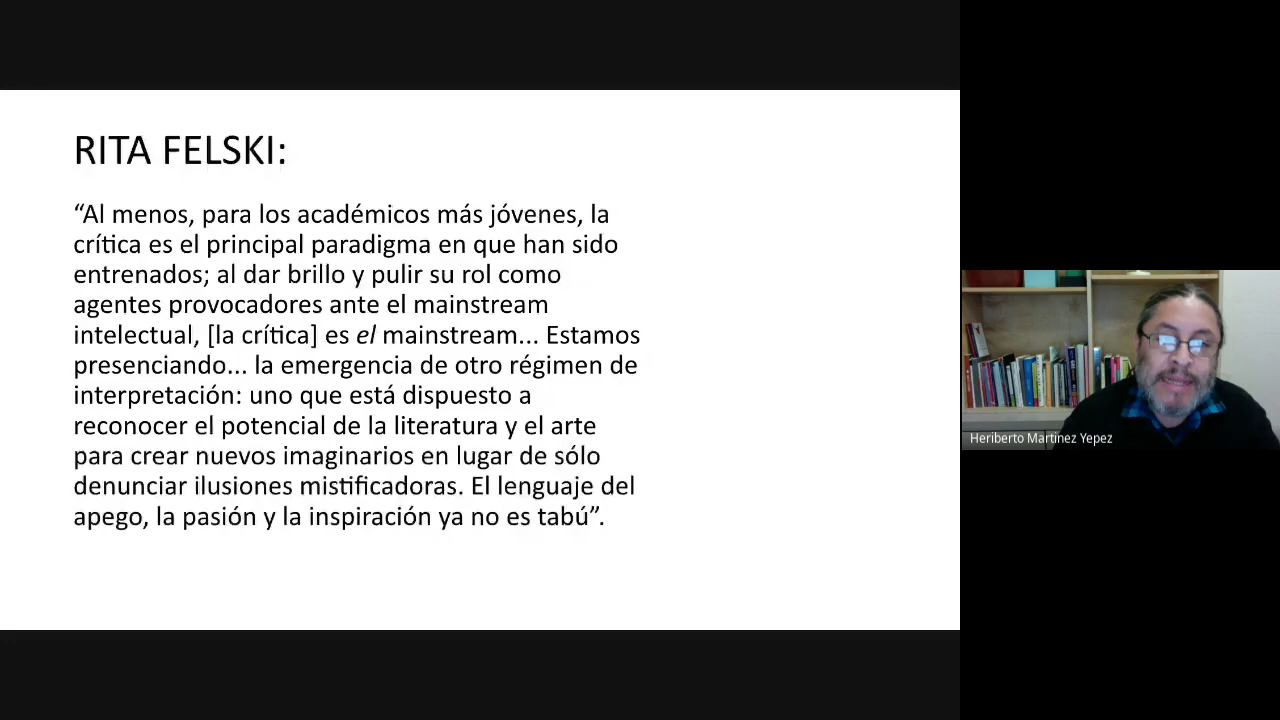 RITA FELSKI:
“Al menos, para los académicos más jóvenes, la
crítica es el principal paradigma en que han sido
entrenados; al dar brillo y pulir su rol como
agentes provocadores ante el mainstream
intelectual, [la crítica] es el mainstream... Estamos
presenciando... la emergencia de otro régimen de
interpretación: uno que está dispuesto a
reconocer el potencial de la literatura y el arte
para crear nuevos imaginarios en lugar de sólo
denunciar ilusiones mistificadoras. El lenguaje del
apego, la pasión y la inspiración ya no es tabú”.
Heriberto Martinez Yepez